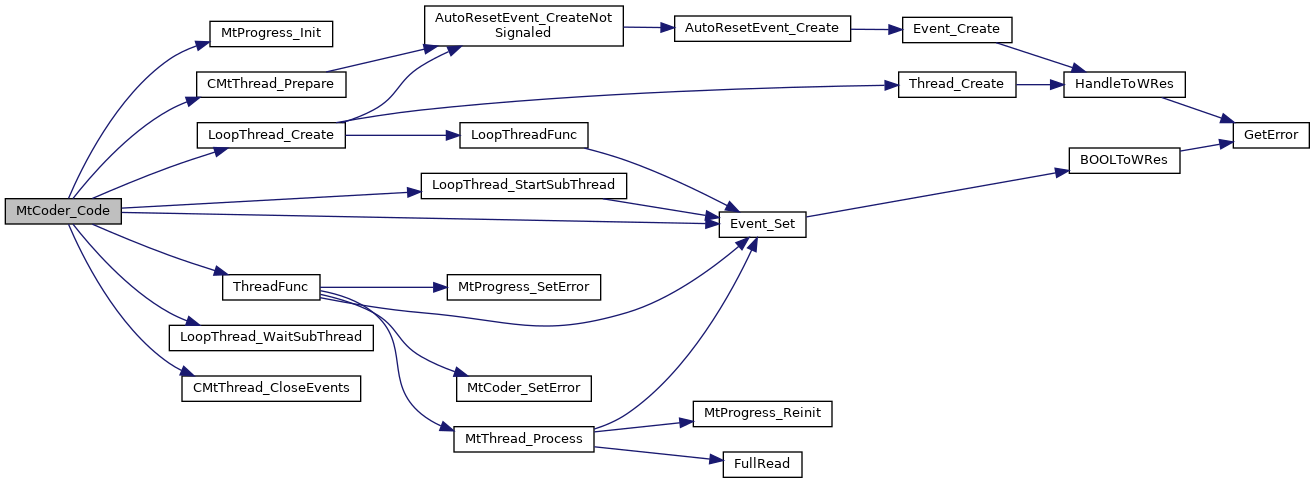 MtCoder_Code
MtProgress_Init
CMtThread_Prepare
LoopThread_Create
LoopThread_StartSubThread
ThreadFunc
LoopThread_WaitSubThread
CMtThread_CloseEvents
AutoResetEvent_CreateNot
Signaled
LoopThreadFunc
MtProgress_SetError
MtCoder_SetError
MtThread_Process
AutoResetEvent_Create
Event_Set
MtProgress_Reinit
FullRead
Event_Create
Thread_Create
HandleToWRes
BOOLToWRes
GetError